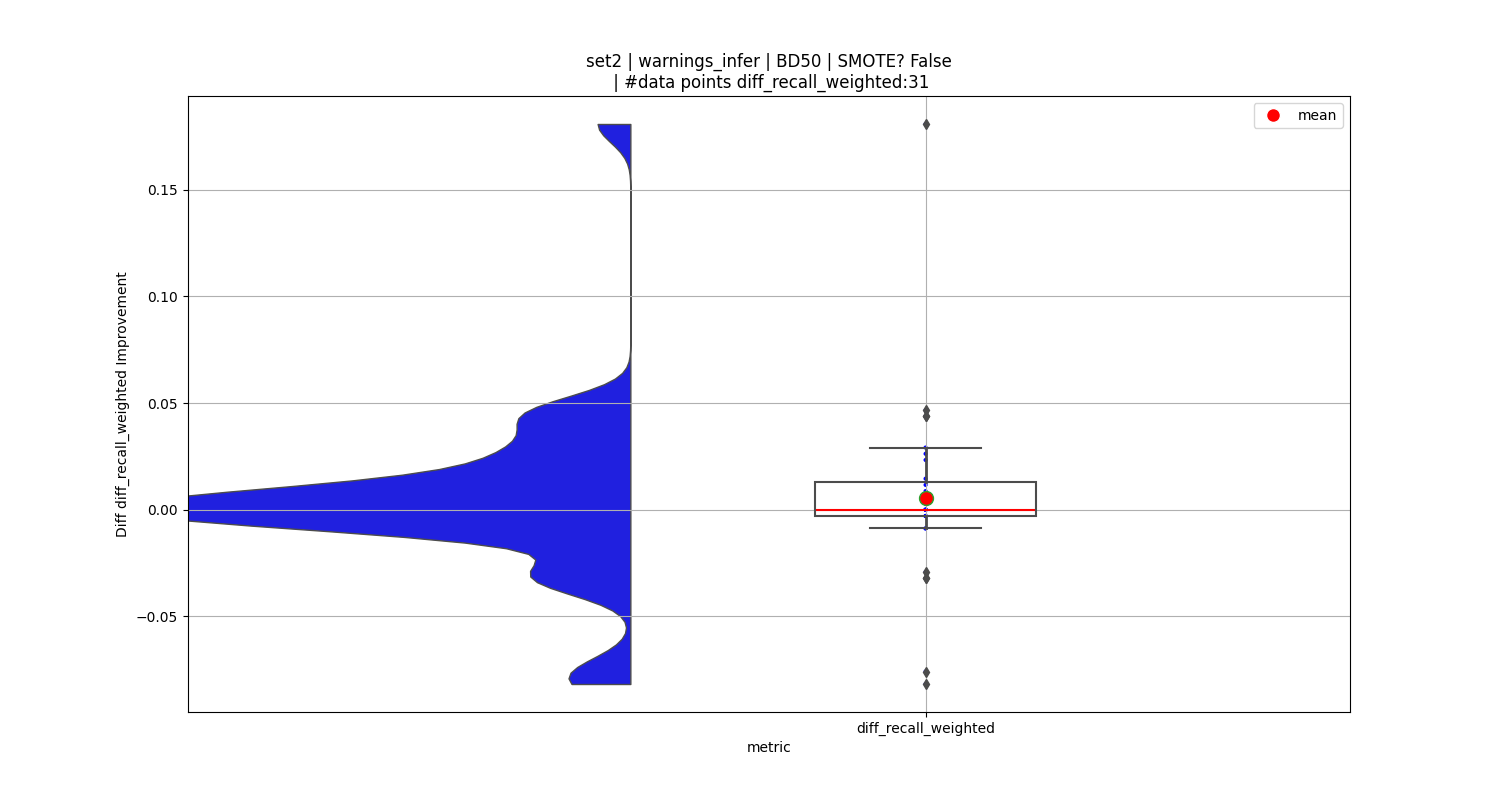 set2 | warnings_infer | BD50 | SMOTE? False
| #data points diff_recall_weighted:31
mean
0.15
0.10
0.05
0.00
−0.05
Diff diff_recall_weighted Improvement
diff_recall_weighted
metric